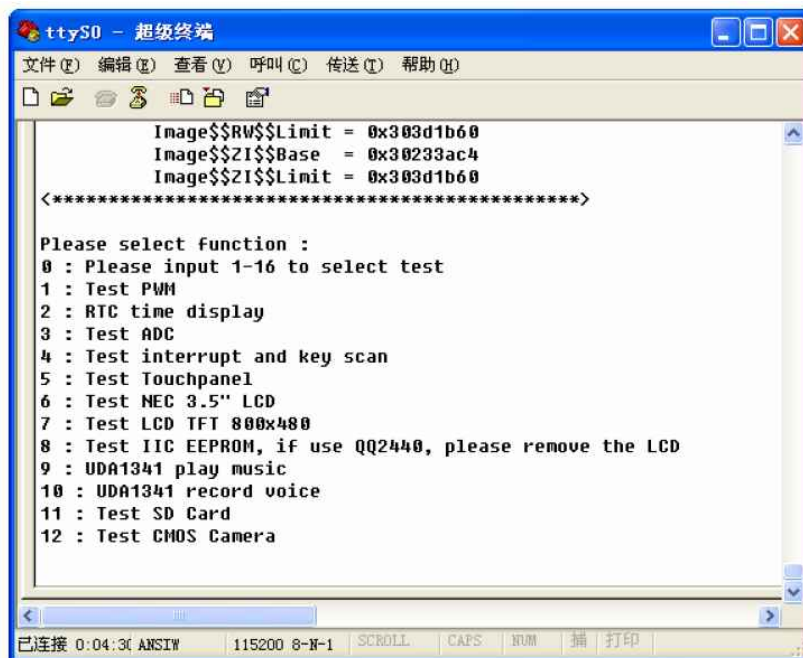 ttyS0 - 超级终端
文件(F) 编辑(E) 查看(V) 呼叫(C) 传送(T) 帮助(H)
Image$$RW$$Limit = 0x303d1b60
Image$$ZI$$Base  = 0x30233ac4
Image$$ZI$$Limit = 0x303d1b60
<***********************************************>
Please select function :
0 : Please input 1-16 to select test
1 : Test PWM
2 : RTC time display
3 : Test ADC
4 : Test interrupt and key scan
5 : Test Touchpanel
6 : Test NEC 3.5" LCD
7 : Test LCD TFT 800x480
8 : Test IIC EEPROM, if use QQ2440, please remove the LCD
9 : UDA1341 play music
10 : UDA1341 record voice
11 : Test SD Card
12 : Test CMOS Camera
已连接 0:04:30 ANSIW 115200 8-N-1 SCROLL CAPS NUM 捕 打印